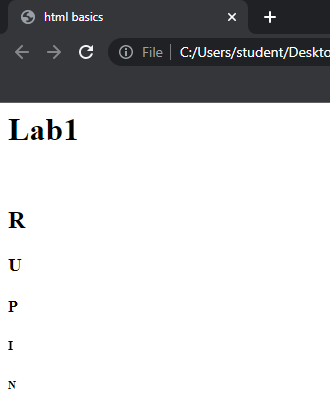 html basics
File C:/Users/student/Deskto
Lab1
R
U
P
I
N